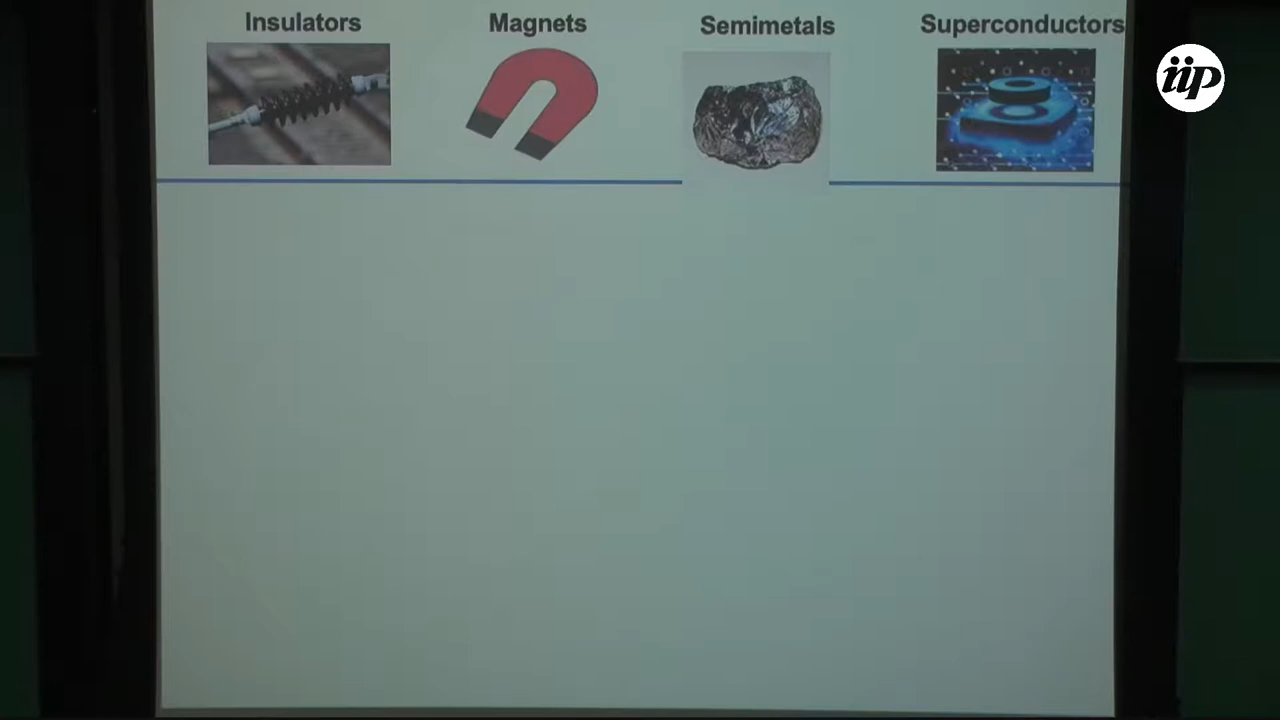 Insulators
Magnets
Semimetals
Superconductors
iip